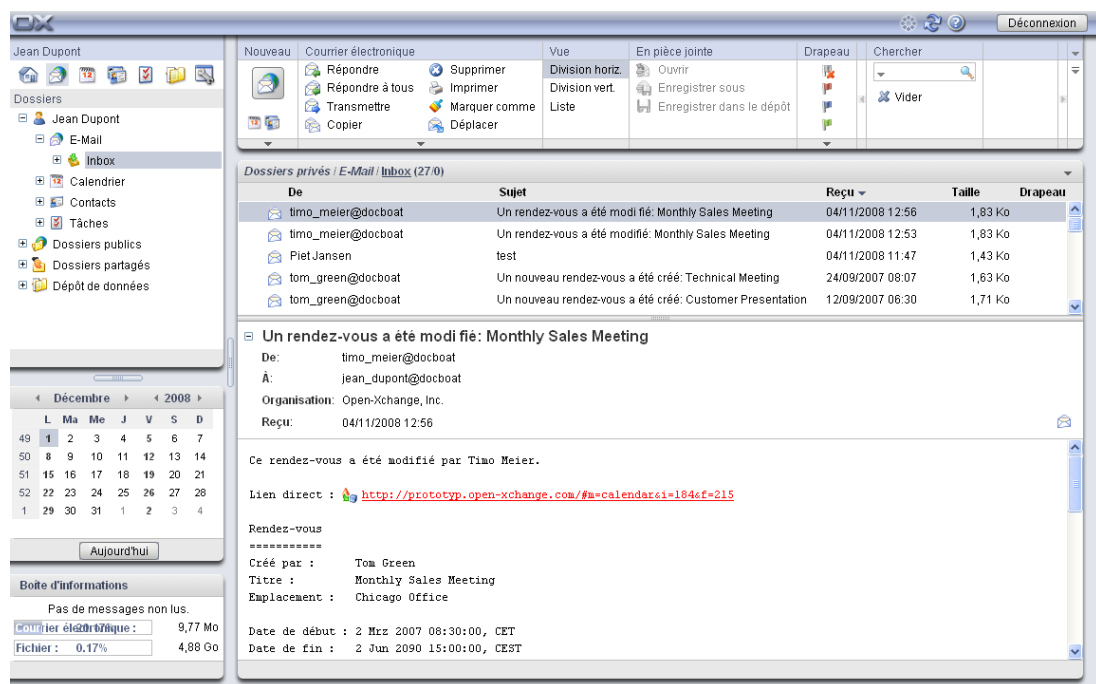 OX
Déconnexion
Jean Dupont
12
Dossiers
Jean Dupont
E-Mail
Inbox
12 Calendrier
Contacts
Tâches
Dossiers publics
Dossiers partagés
Dépôt de données
Décembre 2008
L Ma Me J V S D
49 1 2 3 4 5 6 7
50 8 9 10 11 12 13 14
51 15 16 17 18 19 20 21
52 22 23 24 25 26 27 28
1 29 30 31 1 2 3 4
Aujourd'hui
Boîte d'informations
Pas de messages non lus.
Courrier électronique : 9,77 Mo
Fichier : 0.17% 4,88 Go
Nouveau
12
Courrier électronique
Répondre
Répondre à tous
Transmettre
Copier
Supprimer
Imprimer
Marquer comme
Déplacer
Vue
Division horiz.
Division vert.
Liste
En pièce jointe
Ouvrir
Enregistrer sous
Enregistrer dans le dépôt
Drapeau
Chercher
Vider
Dossiers privés / E-Mail / Inbox (27/0)
De Sujet Reçu Taille Drapeau
timo_meier@docboat Un rendez-vous a été modi fié: Monthly Sales Meeting 04/11/2008 12:56 1,83 Ko
timo_meier@docboat Un rendez-vous a été modifié: Monthly Sales Meeting 04/11/2008 12:53 1,83 Ko
Piet Jansen test 04/11/2008 11:47 1,43 Ko
tom_green@docboat Un nouveau rendez-vous a été créé: Technical Meeting 24/09/2007 08:07 1,63 Ko
tom_green@docboat Un nouveau rendez-vous a été créé: Customer Presentation 12/09/2007 06:30 1,71 Ko
Un rendez-vous a été modi fié: Monthly Sales Meeting
De: timo_meier@docboat
À: jean_dupont@docboat
Organisation: Open-Xchange, Inc.
Reçu: 04/11/2008 12:56
Ce rendez-vous a été modifié par Timo Meier.
Lien direct : http://prototyp.open-xchange.com/#m=calendar&i=184&f=215
Rendez-vous
===========
Créé par : Tom Green
Titre : Monthly Sales Meeting
Emplacement : Chicago Office
Date de début : 2 Mrz 2007 08:30:00, CET
Date de fin : 2 Jun 2090 15:00:00, CEST